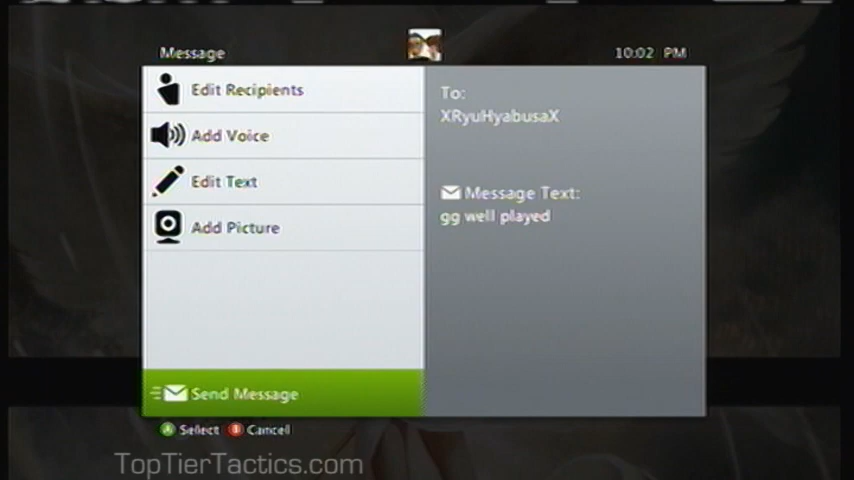 Message
10:02 PM
Edit Recipients
Add Voice
Edit Text
Add Picture
Send Message
To:
XRyuHyabusaX
Message Text:
gg well played
A Select B Cancel
TopTierTactics.com